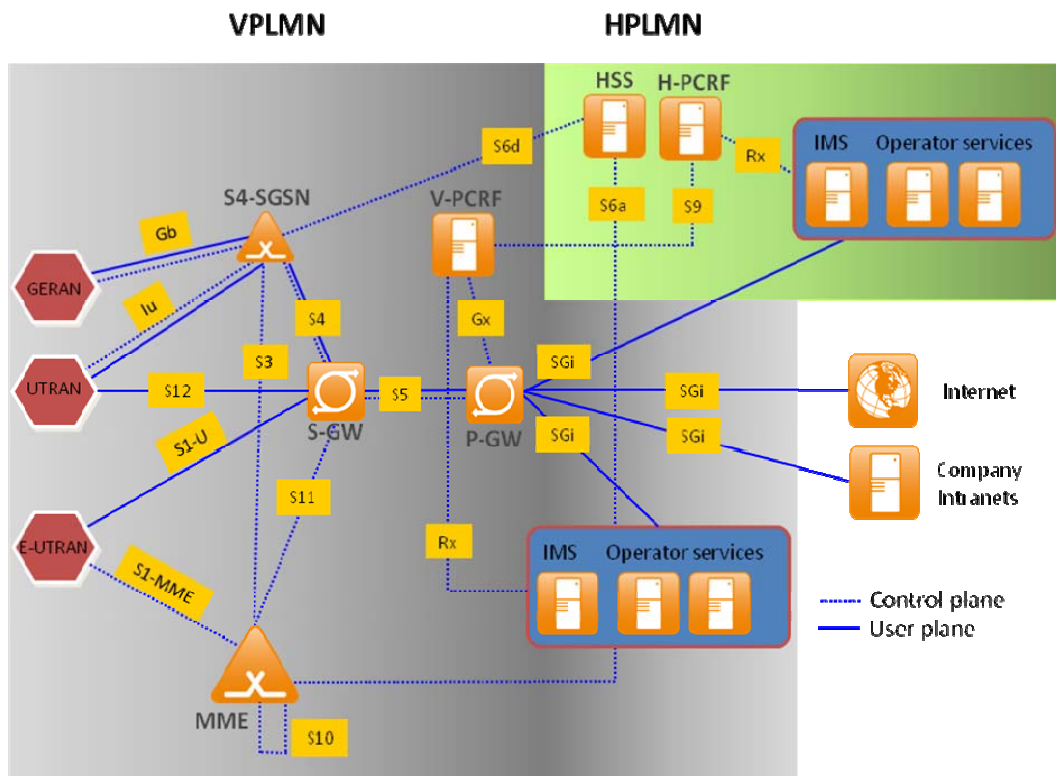 VPLMN
HPLMN
HSS
H-PCRF
S6d
Rx
IMS
Operator services
S4-SGSN
V-PCRF
S6a
S9
Gb
GERAN
Iu
S4
Gx
S3
SGi
UTRAN
S12
S5
SGi
Internet
S-GW
P-GW
S1-U
SGi
SGi
Company
Intranets
S11
E-UTRAN
Rx
IMS
Operator services
S1-MME
Control plane
User plane
MME
S10